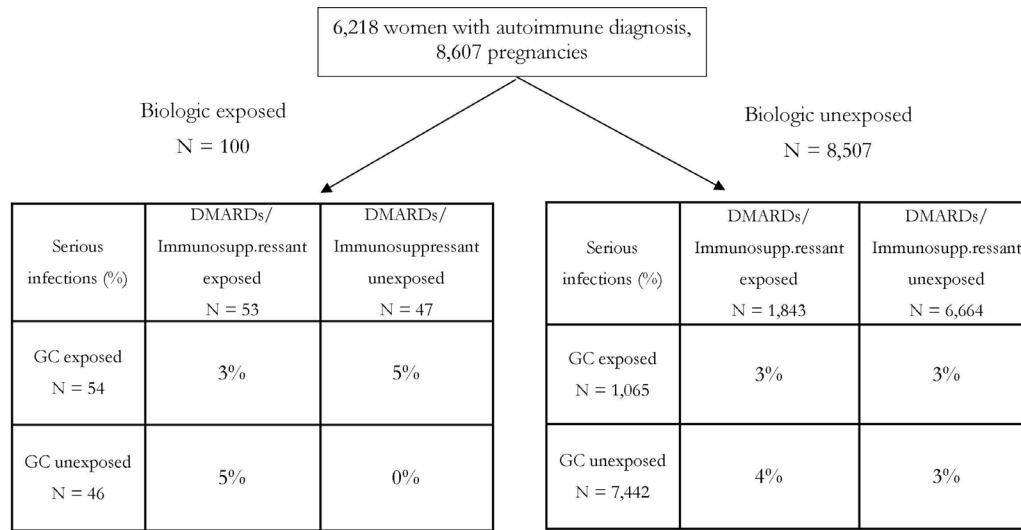 6,218 women with autoimmune diagnosis,
8,607 pregnancies
Biologic exposed
N = 100
Biologic unexposed
N = 8,507
Serious
infections (%)
DMARDs/
Immunosupp.ressant
exposed
N = 53
DMARDs/
Immunosuppressant
unexposed
N = 47
GC exposed
N = 54
3%
5%
GC unexposed
N = 46
5%
0%
Serious
infections (%)
DMARDs/
Immunosupp.ressant
exposed
N = 1,843
DMARDs/
Immunosupp.ressant
unexposed
N = 6,664
GC exposed
N = 1,065
3%
3%
GC unexposed
N = 7,442
4%
3%